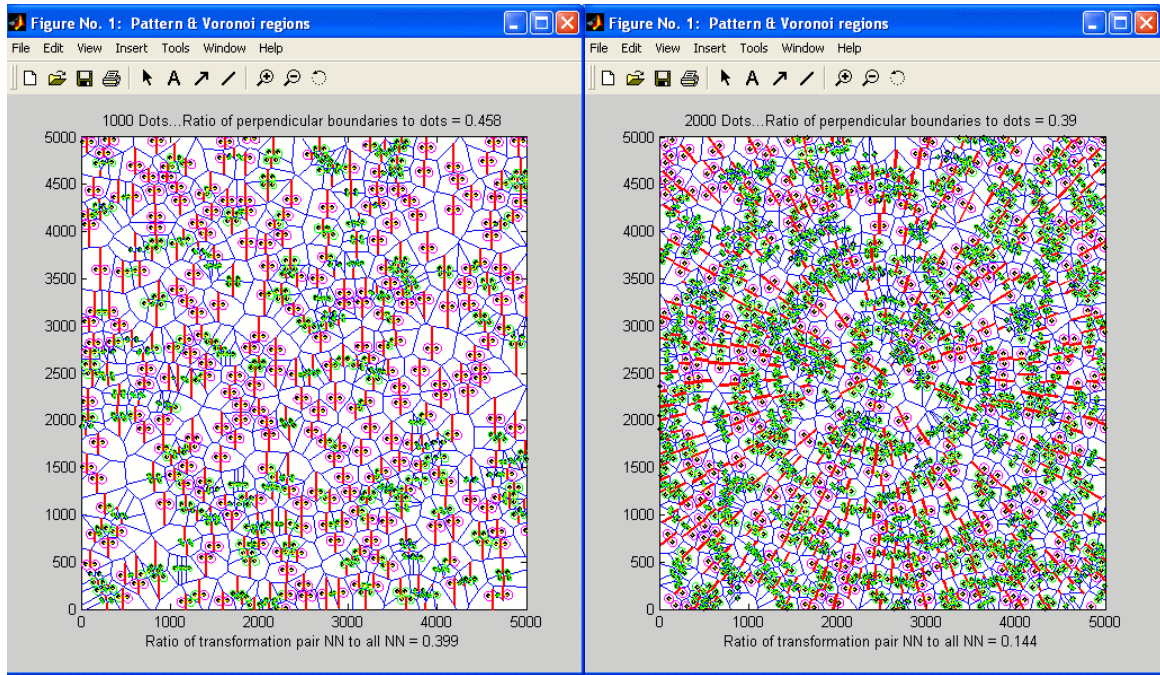 Figure No. 1: Pattern & Voronoi regions
File Edit View Insert Tools Window Help
A
1000 Dots...Ratio of perpendicular boundaries to dots = 0.458
5000
4500
4000
3500
3000
2500
2000
1500
1000
500
0
0 1000 2000 3000 4000 5000
Ratio of transformation pair NN to all NN = 0.399
Figure No. 1: Pattern & Voronoi regions
File Edit View Insert Tools Window Help
A
2000 Dots...Ratio of perpendicular boundaries to dots = 0.39
5000
4500
4000
3500
3000
2500
2000
1500
1000
500
0
0 1000 2000 3000 4000 5000
Ratio of transformation pair NN to all NN = 0.144